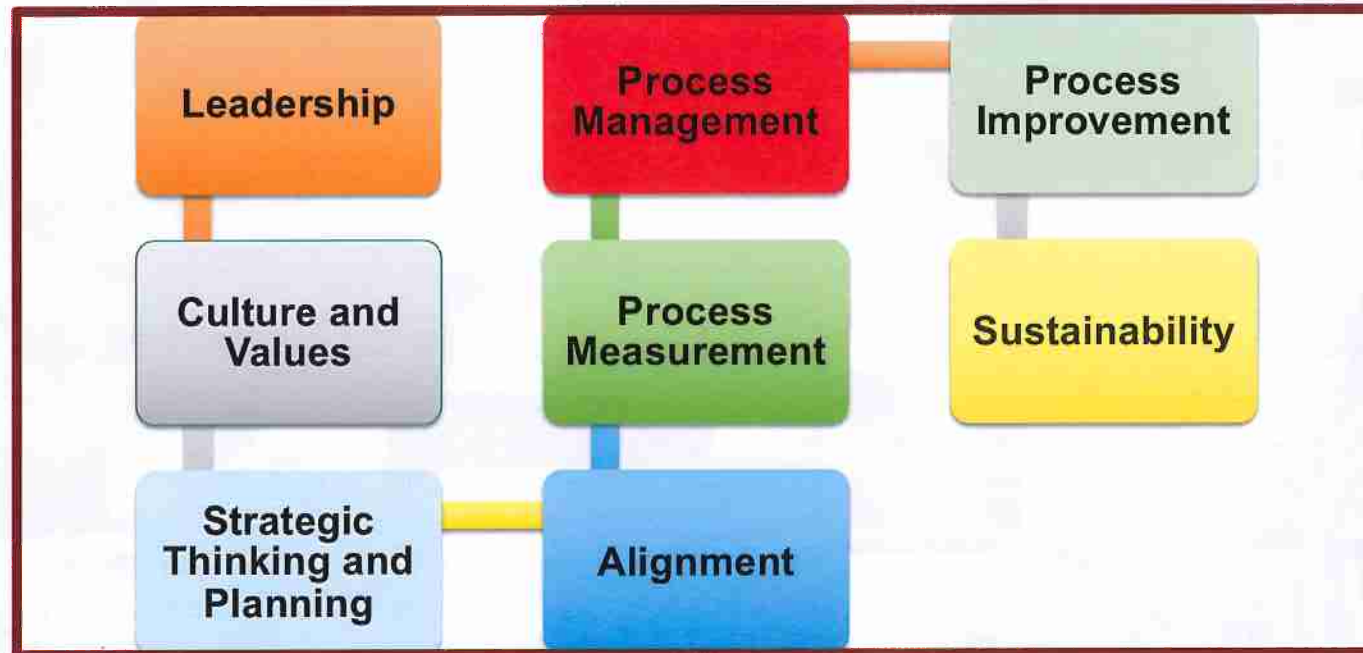 Leadership
Culture and
Values
Strategic
Thinking and
Planning
Alignment
Process
Measurement
Process
Management
Process
Improvement
Sustainability